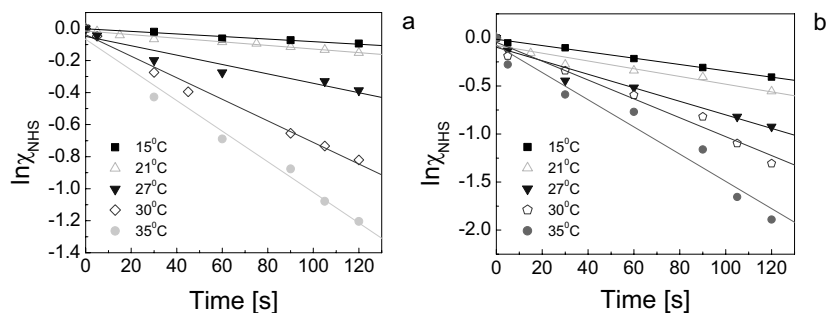 a
0.0
-0.2
-0.4
-0.6
-0.8
-1.0
-1.2
-1.4
lnχNHS
15⁰C
21⁰C
27⁰C
30⁰C
35⁰C
0 20 40 60 80 100 120
Time [s]
b
0.0
-0.5
-1.0
-1.5
-2.0
lnχNHS
15⁰C
21⁰C
27⁰C
30⁰C
35⁰C
0 20 40 60 80 100 120
Time [s]